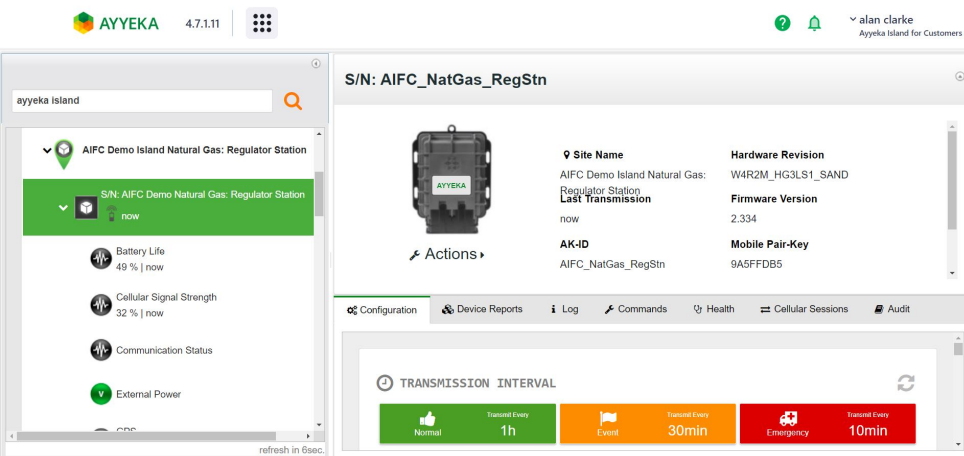 AYYEKA
4.7.1.11
?
alan clarke
Ayyeka Island for Customers
ayyeka island
AIFC Demo Island Natural Gas: Regulator Station
S/N: AIFC Demo Natural Gas: Regulator Station
now
Battery Life
49 % | now
Cellular Signal Strength
32 % | now
Communication Status
V
External Power
GPS
refresh in 6sec.
S/N: AIFC_NatGas_RegStn
AYYEKA
Actions
Site Name
AIFC Demo Island Natural Gas:
Regulator Station
Last Transmission
now
AK-ID
AIFC_NatGas_RegStn
Hardware Revision
W4R2M_HG3LS1_SAND
Firmware Version
2.334
Mobile Pair-Key
9A5FFDB5
Configuration
Device Reports
Log
Commands
Health
Cellular Sessions
Audit
TRANSMISSION INTERVAL
Normal
Transmit Every
1h
Event
Transmit Every
30min
Emergency
Transmit Every
10min